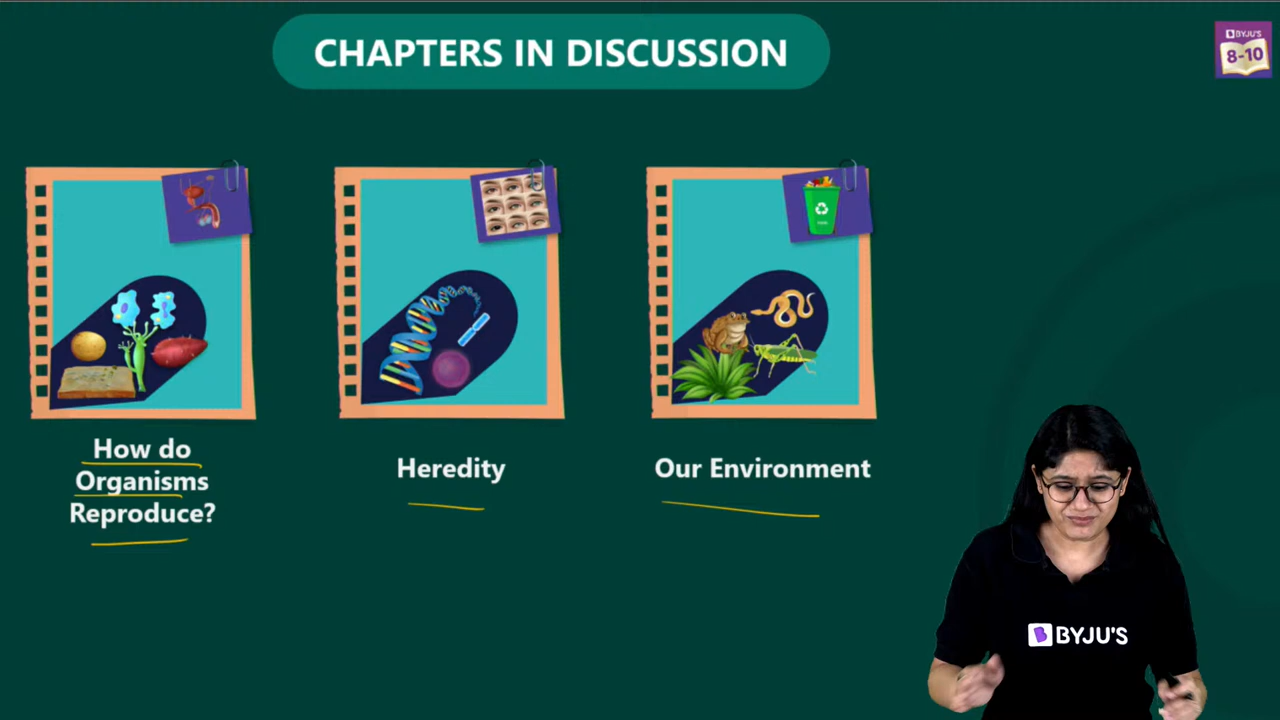 CHAPTERS IN DISCUSSION
BYJU'S
8-10
How do
Organisms
Reproduce?
Heredity
Our Environment
BYJU'S